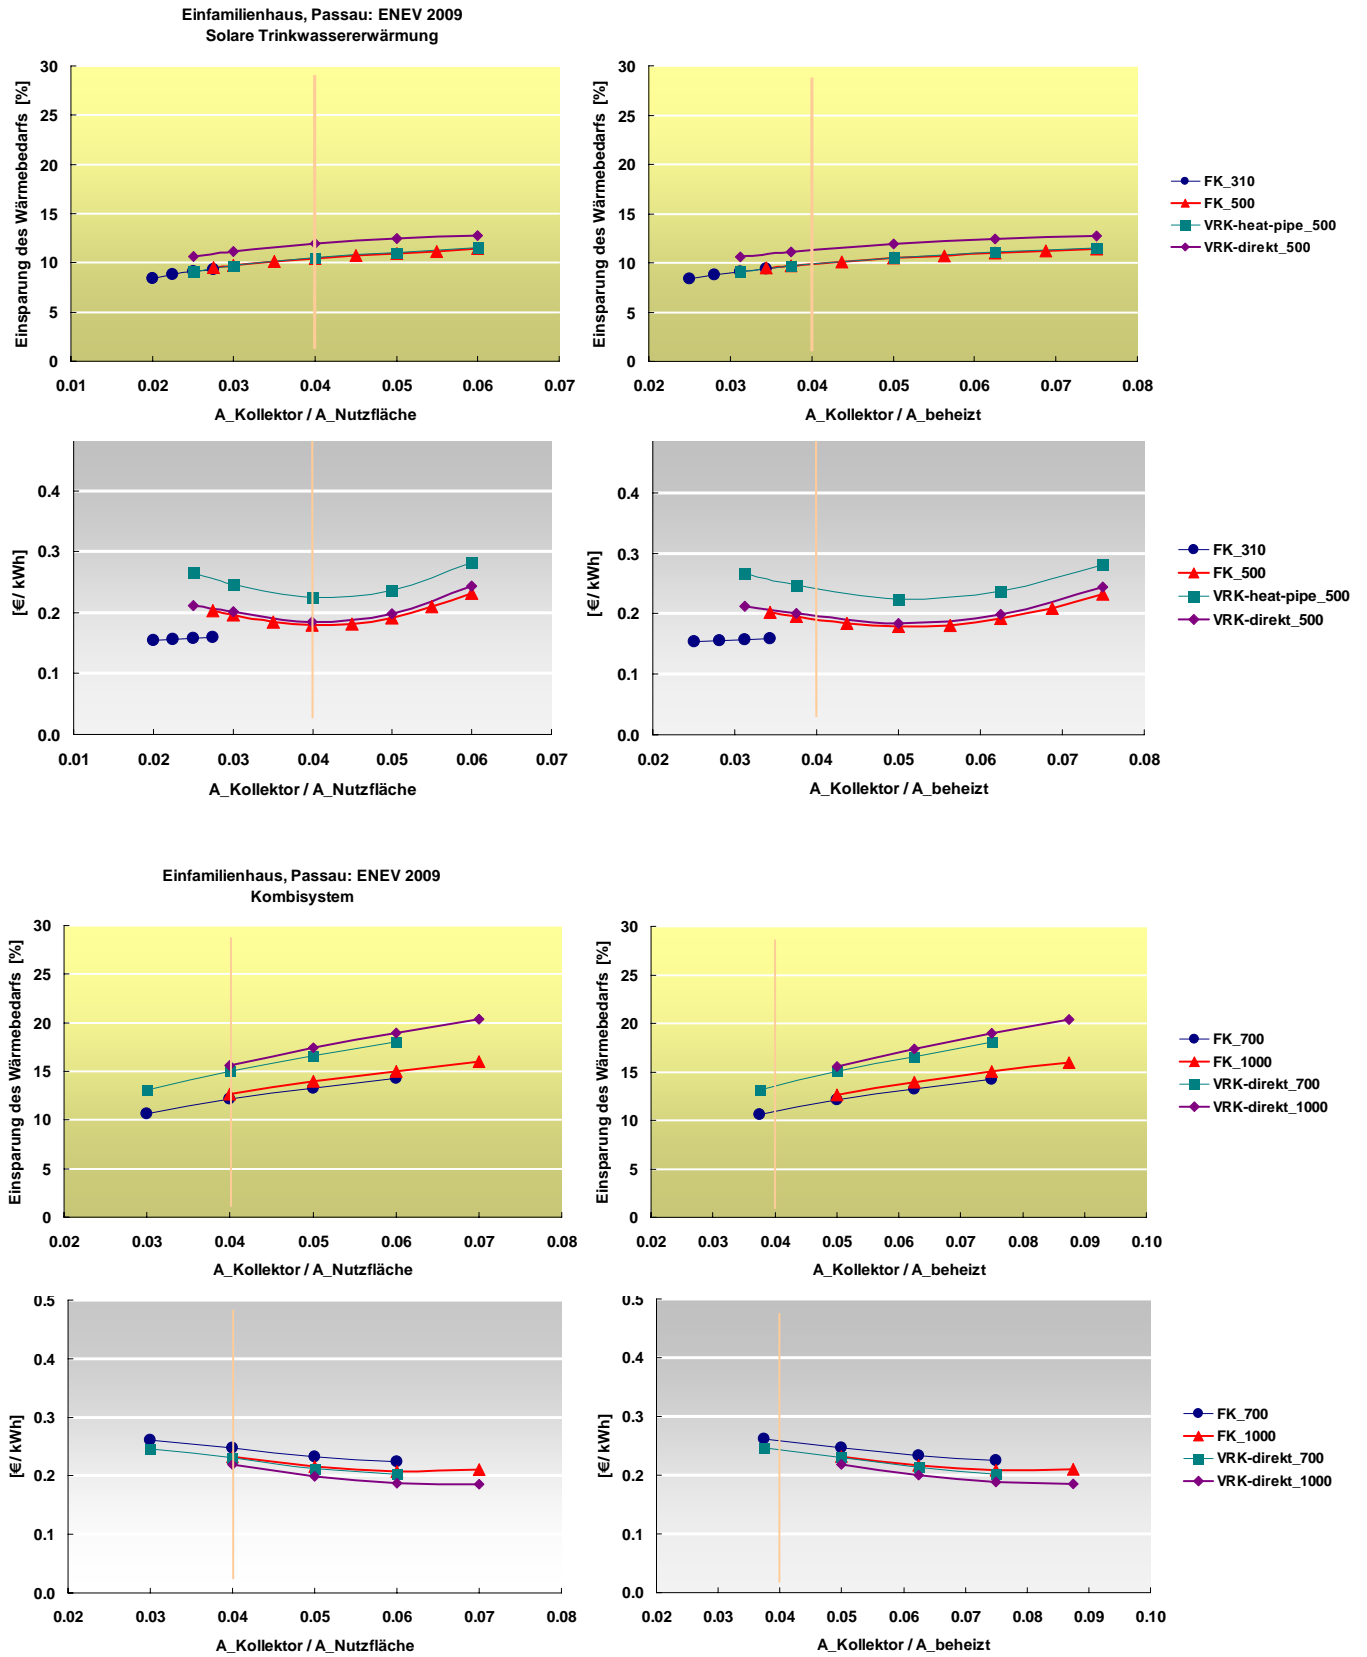 Einfamilienhaus, Passau: ENEV 2009
Solare Trinkwassererwärmung
Einsparung des Wärmebedarfs [%]
30
25
20
15
10
5
0
0.01 0.02 0.03 0.04 0.05 0.06 0.07
A_Kollektor / A_Nutzfläche
Einsparung des Wärmebedarfs [%]
30
25
20
15
10
5
0
0.02 0.03 0.04 0.05 0.06 0.07 0.08
A_Kollektor / A_beheizt
FK_310
FK_500
VRK-heat-pipe_500
VRK-direkt_500
[€/ kWh]
0.4
0.3
0.2
0.1
0.0
0.01 0.02 0.03 0.04 0.05 0.06 0.07
A_Kollektor / A_Nutzfläche
[€/ kWh]
0.4
0.3
0.2
0.1
0.0
0.02 0.03 0.04 0.05 0.06 0.07 0.08
A_Kollektor / A_beheizt
FK_310
FK_500
VRK-heat-pipe_500
VRK-direkt_500
Einfamilienhaus, Passau: ENEV 2009
Kombisystem
Einsparung des Wärmebedarfs [%]
30
25
20
15
10
5
0
0.02 0.03 0.04 0.05 0.06 0.07 0.08
A_Kollektor / A_Nutzfläche
Einsparung des Wärmebedarfs [%]
30
25
20
15
10
5
0
0.02 0.03 0.04 0.05 0.06 0.07 0.08 0.09 0.10
A_Kollektor / A_beheizt
FK_700
FK_1000
VRK-direkt_700
VRK-direkt_1000
[€/ kWh]
0.5
0.4
0.3
0.2
0.1
0.0
0.02 0.03 0.04 0.05 0.06 0.07 0.08
A_Kollektor / A_Nutzfläche
[€/ kWh]
0.5
0.4
0.3
0.2
0.1
0.0
0.02 0.03 0.04 0.05 0.06 0.07 0.08 0.09 0.10
A_Kollektor / A_beheizt
FK_700
FK_1000
VRK-direkt_700
VRK-direkt_1000